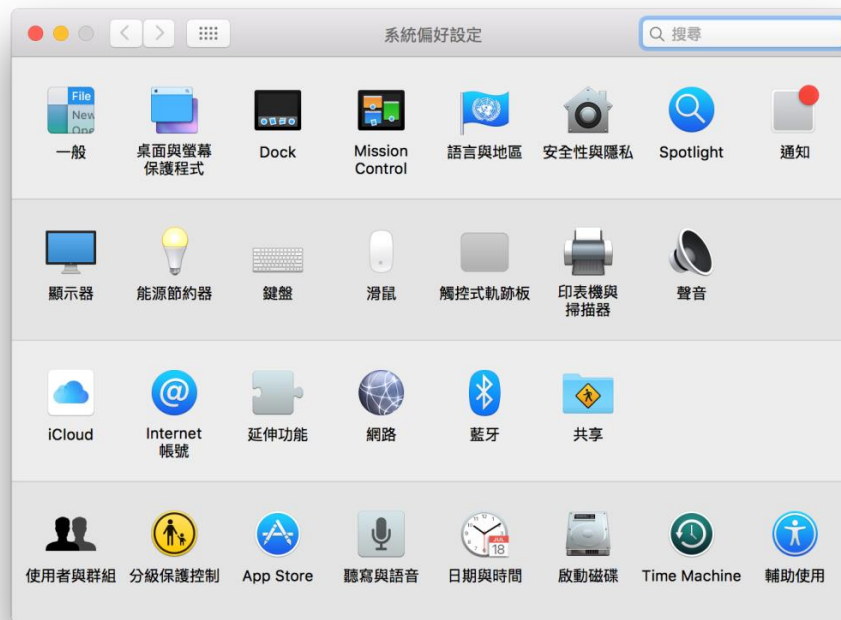 系統偏好設定
搜尋
File
New
Ope
一般
桌面與螢幕
保護程式
Dock
Mission
Control
語言與地區
安全性與隱私
Spotlight
通知
顯示器
能源節約器
鍵盤
滑鼠
觸控式軌跡板
印表機與
掃描器
聲音
iCloud
@
Internet
帳號
延伸功能
網路
藍牙
共享
使用者與群組
分級保護控制
App Store
聽寫與語音
JUL
18
日期與時間
啟動磁碟
Time Machine
輔助使用